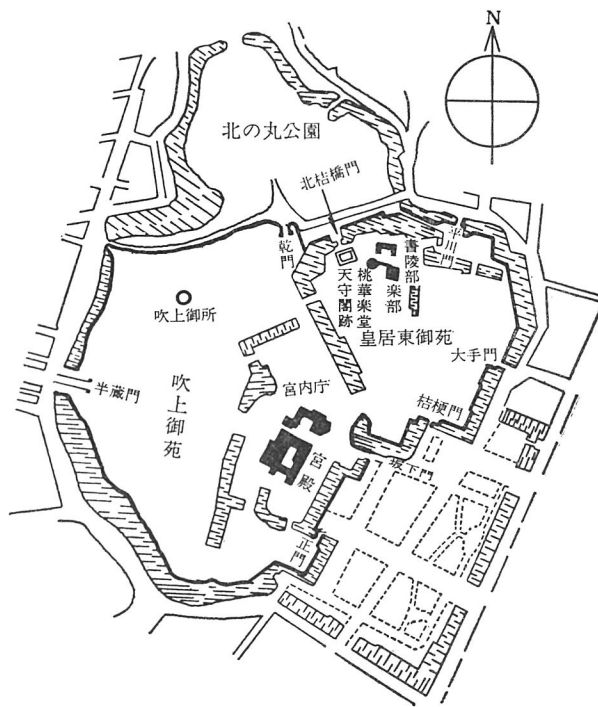 N
北の丸公園
北桔橋門
乾門
平川門
書陵部
楽部
桃華楽堂
天守閣跡
皇居東御苑
吹上御所
大手門
半蔵門
吹上御苑
宮内庁
桔梗門
宮殿
坂下門
正門